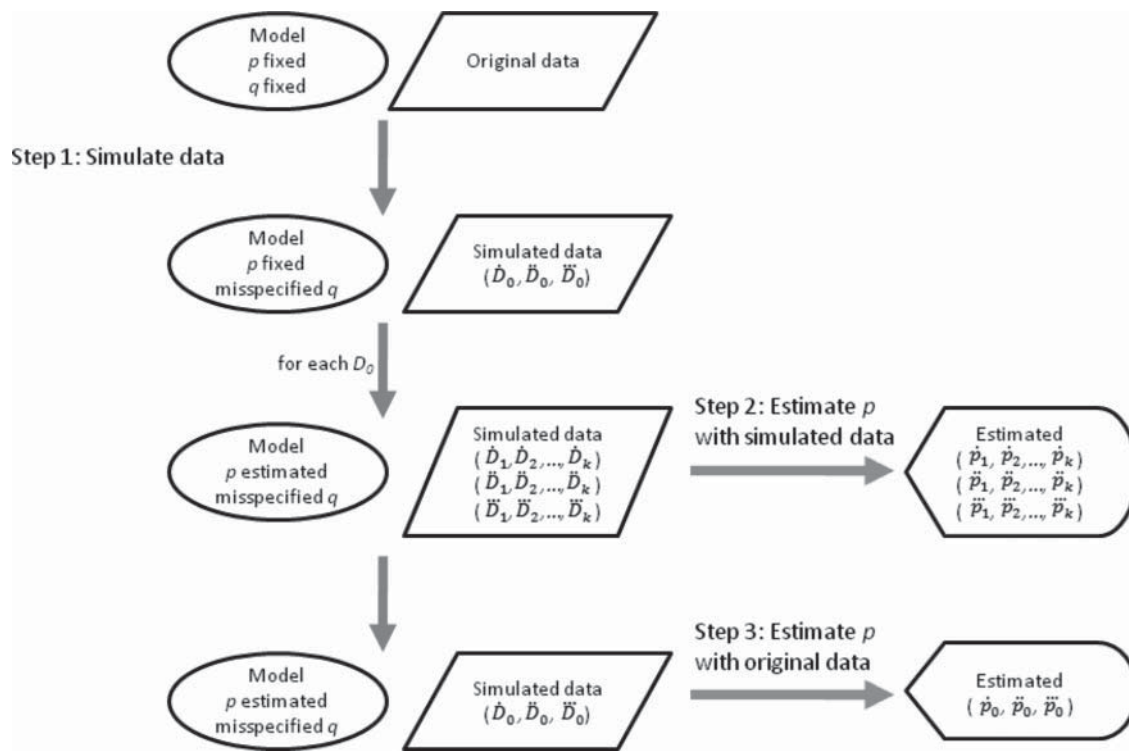 Model
p fixed
q fixed
Original data
Step 1: Simulate data
Model
p fixed
misspecified q
Simulated data
(Ḋ₀, D̈₀, D⃛₀)
for each D₀
Model
p estimated
misspecified q
Simulated data
(Ḋ₁, Ḋ₂,..., Ḋₖ)
(D̈₁, D̈₂,..., D̈ₖ)
(D⃛₁, D⃛₂,..., D⃛ₖ)
Step 2: Estimate p
with simulated data
Estimated
( ṗ₁, ṗ₂,..., ṗₖ)
( p̈₁, p̈₂,..., p̈ₖ)
( p⃛₁, p⃛₂,..., p⃛ₖ)
Model
p estimated
misspecified q
Simulated data
(Ḋ₀, D̈₀, D⃛₀)
Step 3: Estimate p
with original data
Estimated
( ṗ₀, p̈₀, p⃛₀)